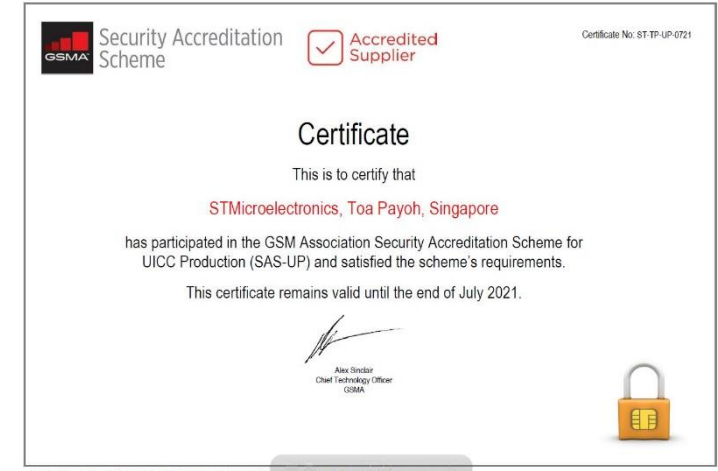 GSMA
Security Accreditation
Scheme
Accredited
Supplier
Certificate No: ST-TP-UP-0721
Certificate
This is to certify that
STMicroelectronics, Toa Payoh, Singapore
has participated in the GSM Association Security Accreditation Scheme for
UICC Production (SAS-UP) and satisfied the scheme's requirements.
This certificate remains valid until the end of July 2021.
Alex Sinclair
Chief Technology Officer
GSMA